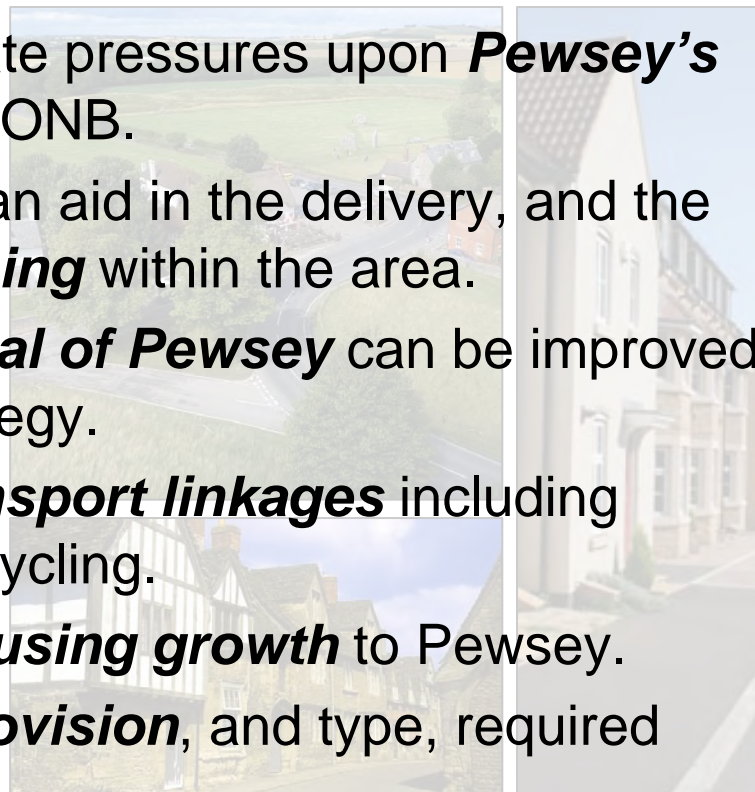 te pressures upon Pewsey’s
ONB.
an aid in the delivery, and the
ing within the area.
al of Pewsey can be improved
egy.
nsport linkages including
ycling.
using growth to Pewsey.
ovision, and type, required